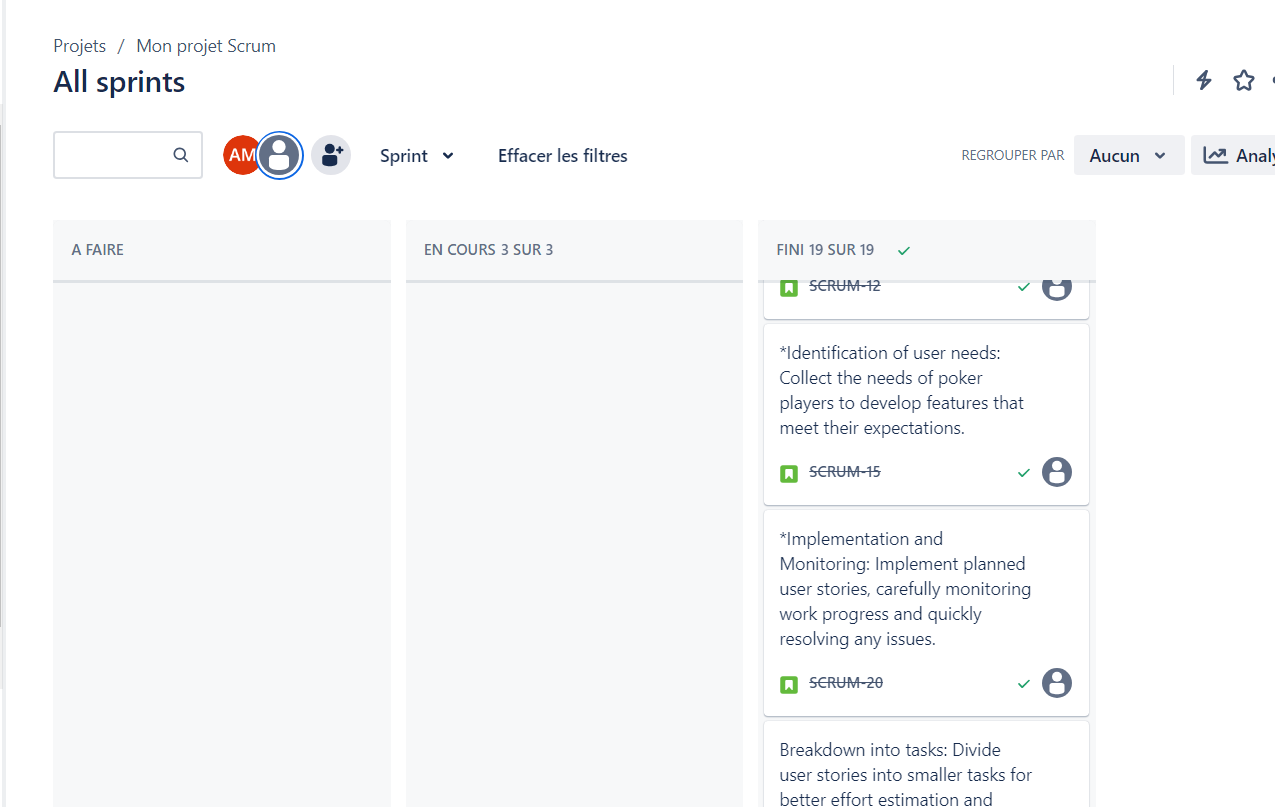 Projets / Mon projet Scrum
All sprints
AM
Sprint
Effacer les filtres
REGROUPER PAR
Aucun
Analy
A FAIRE
EN COURS 3 SUR 3
FINI 19 SUR 19
SCRUM-12
*Identification of user needs:
Collect the needs of poker
players to develop features that
meet their expectations.
SCRUM-15
*Implementation and
Monitoring: Implement planned
user stories, carefully monitoring
work progress and quickly
resolving any issues.
SCRUM-20
Breakdown into tasks: Divide
user stories into smaller tasks for
better effort estimation and